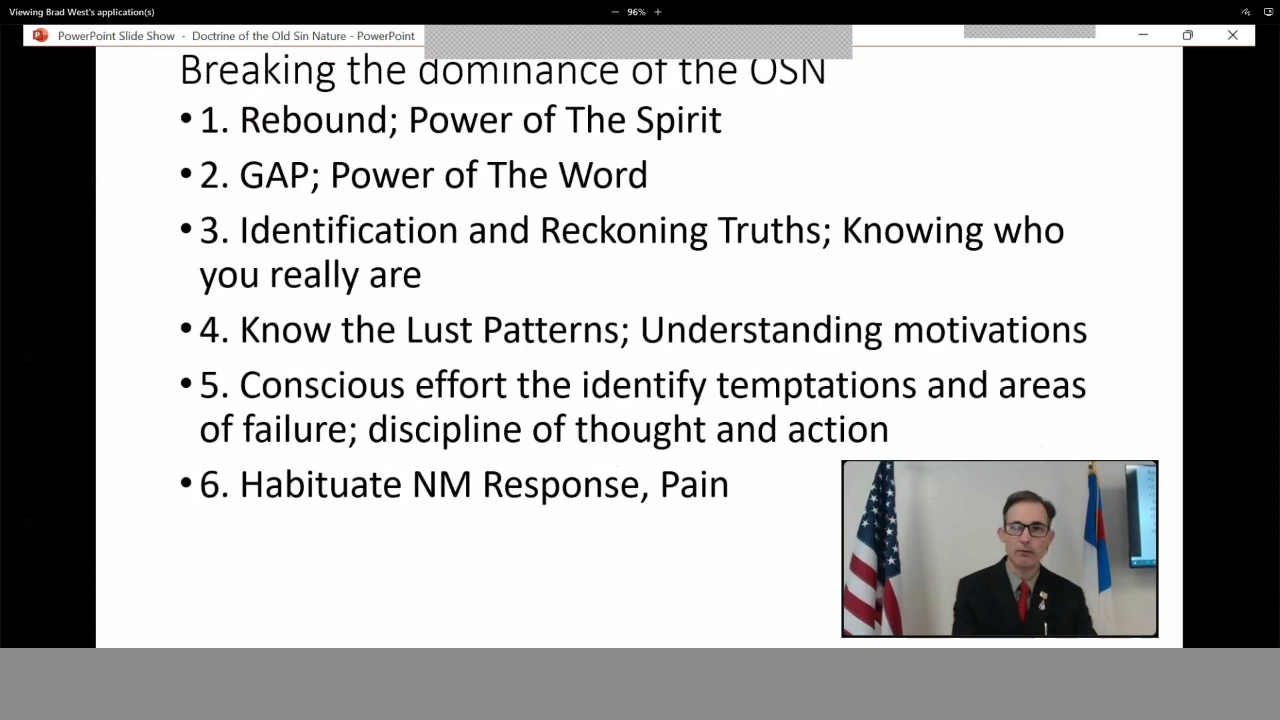 Viewing Brad West's application(s)
− 96% +
PowerPoint Slide Show - Doctrine of the Old Sin Nature - PowerPoint
Breaking the dominance of the OSN
• 1. Rebound; Power of The Spirit
• 2. GAP; Power of The Word
• 3. Identification and Reckoning Truths; Knowing who
you really are
• 4. Know the Lust Patterns; Understanding motivations
• 5. Conscious effort the identify temptations and areas
of failure; discipline of thought and action
• 6. Habituate NM Response, Pain